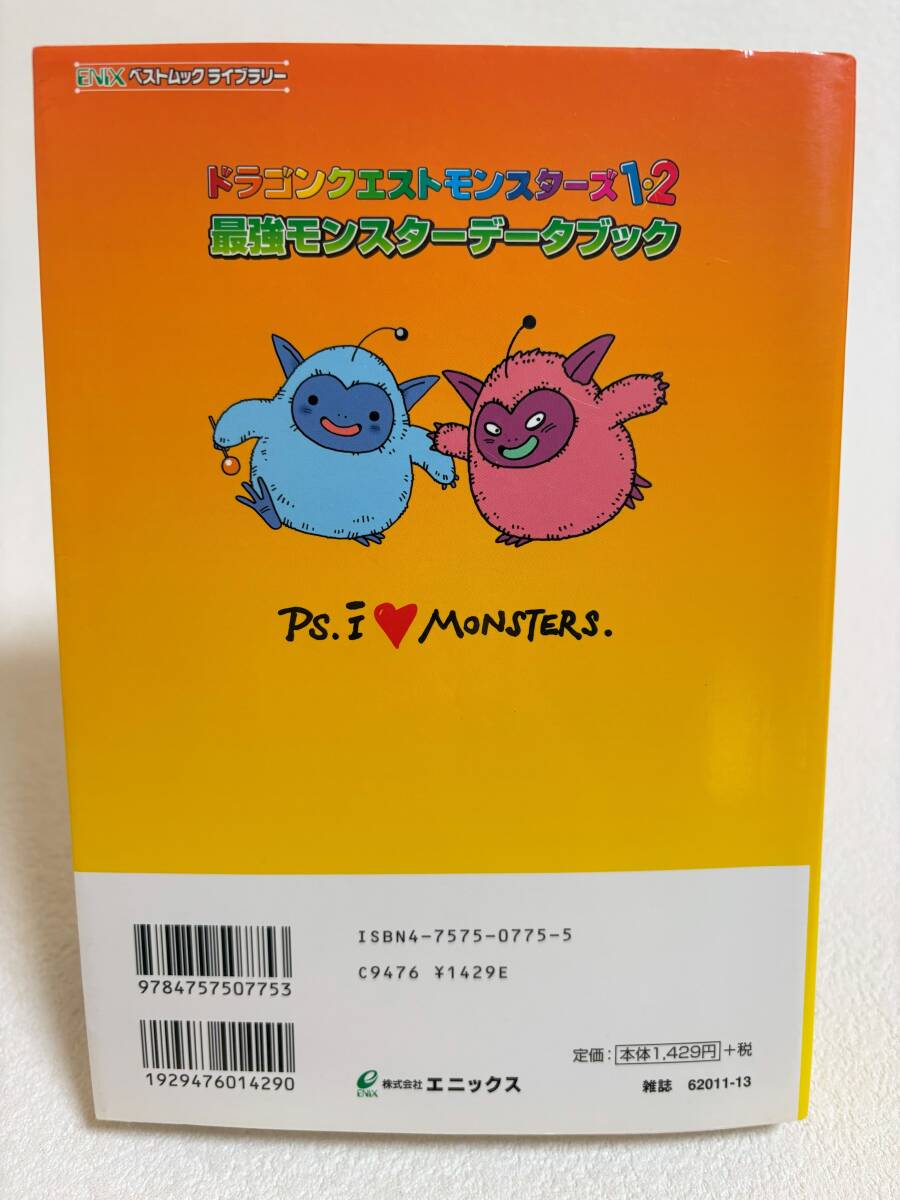 ENIX ベストムックライブラリー
ドラゴンクエストモンスターズ1・2
最強モンスターデータブック
PS. I ♥ MONSTERS.
ISBN4-7575-0775-5
C9476 ¥1429E
9784757507753
1929476014290
定価：本体1,429円+税
ENIX 株式会社 エニックス
雑誌 62011-13